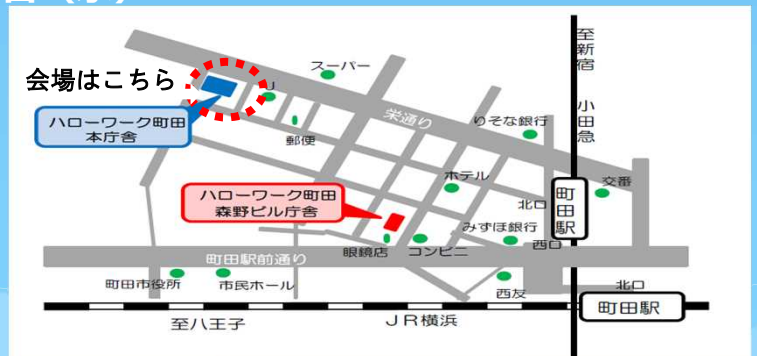 至新宿
小田急
スーパー
会場はこちら
U
ハローワーク町田
本庁舎
郵便
栄通り
りそな銀行
ホテル
交番
ハローワーク町田
森野ビル庁舎
北口
町田駅
みずほ銀行
西口
眼鏡店
コンビニ
町田駅前通り
町田市役所
市民ホール
西友
北口
町田駅
至八王子
JR横浜